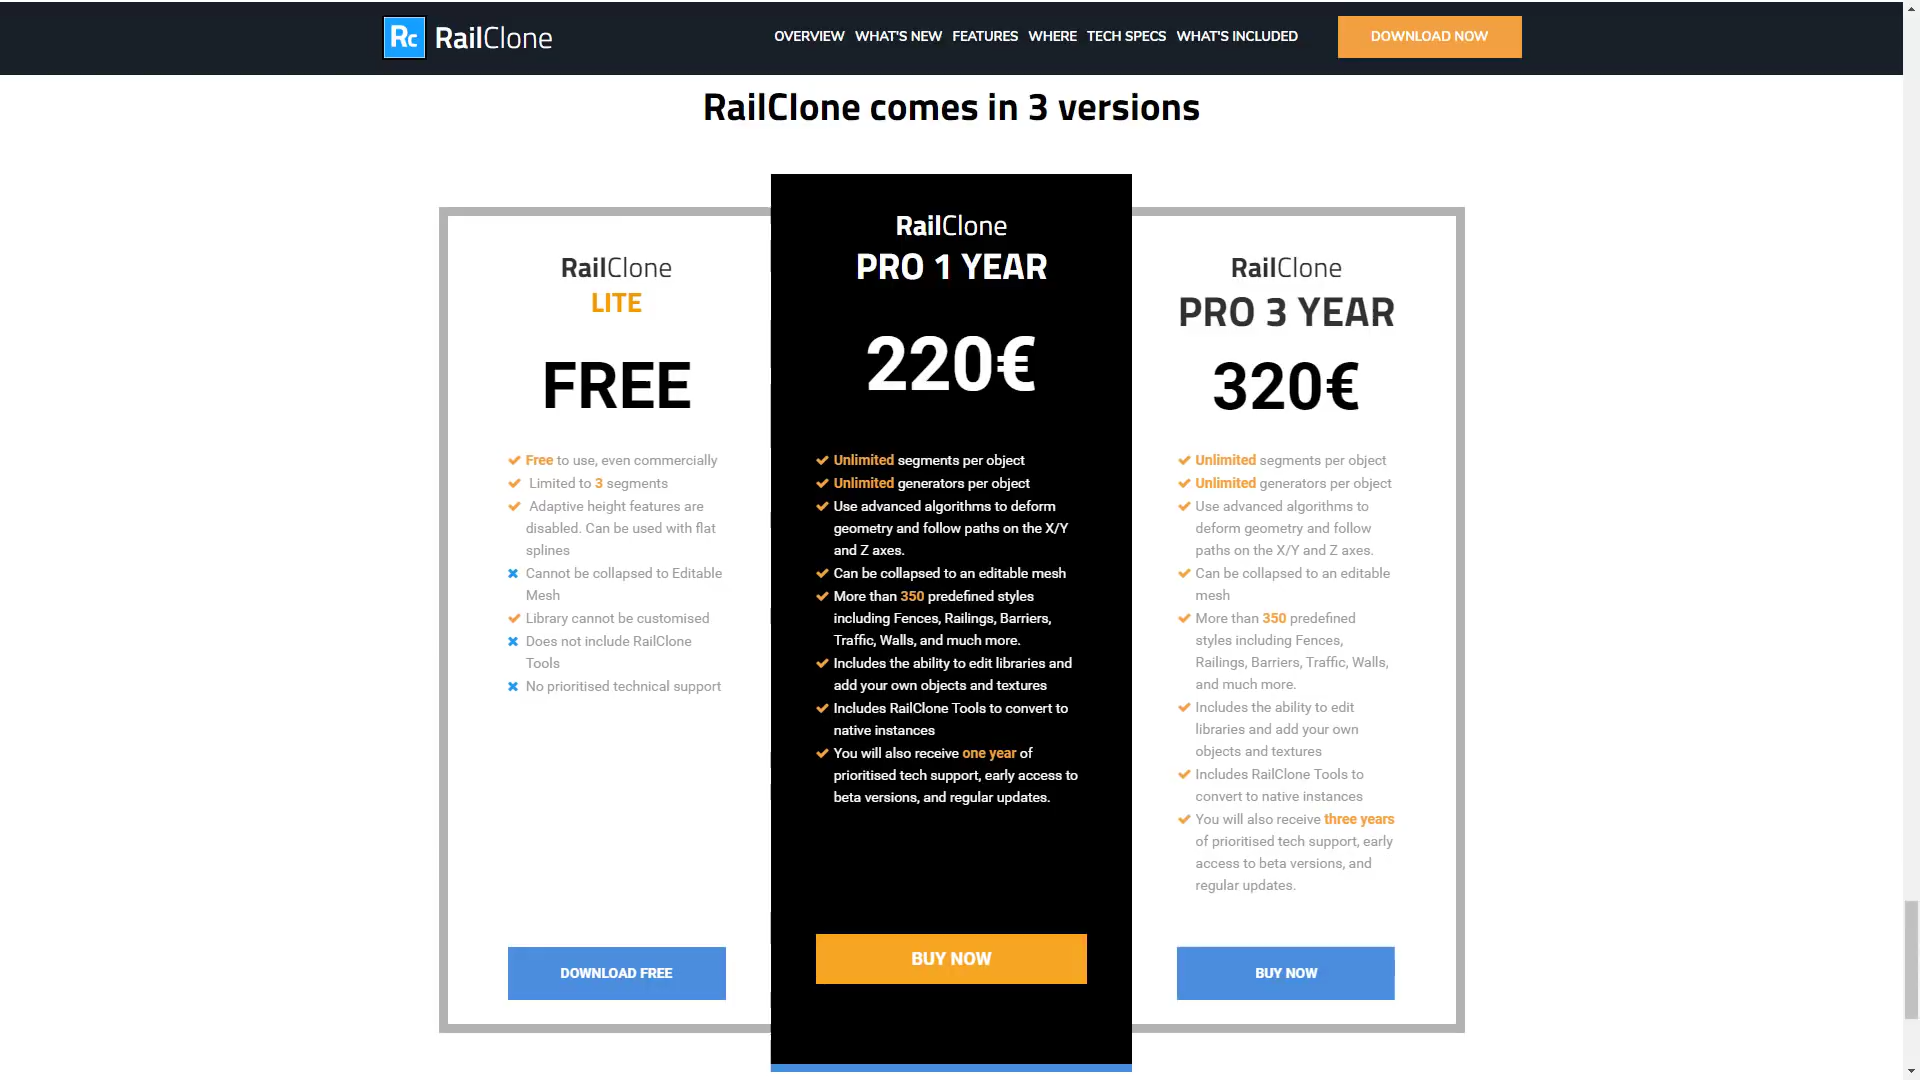 Rc RailClone
OVERVIEW WHAT'S NEW FEATURES WHERE TECH SPECS WHAT'S INCLUDED DOWNLOAD NOW
RailClone comes in 3 versions
RailClone
LITE
FREE
Free to use, even commercially
Limited to 3 segments
Adaptive height features are
disabled. Can be used with flat
splines
Cannot be collapsed to Editable
Mesh
Library cannot be customised
Does not include RailClone
Tools
No prioritised technical support
DOWNLOAD FREE
RailClone
PRO 1 YEAR
220€
Unlimited segments per object
Unlimited generators per object
Use advanced algorithms to deform
geometry and follow paths on the X/Y
and Z axes.
Can be collapsed to an editable mesh
More than 350 predefined styles
including Fences, Railings, Barriers,
Traffic, Walls, and much more.
Includes the ability to edit libraries and
add your own objects and textures
Includes RailClone Tools to convert to
native instances
You will also receive one year of
prioritised tech support, early access to
beta versions, and regular updates.
BUY NOW
RailClone
PRO 3 YEAR
320€
Unlimited segments per object
Unlimited generators per object
Use advanced algorithms to
deform geometry and follow
paths on the X/Y and Z axes.
Can be collapsed to an editable
mesh
More than 350 predefined
styles including Fences,
Railings, Barriers, Traffic, Walls,
and much more.
Includes the ability to edit
libraries and add your own
objects and textures
Includes RailClone Tools to
convert to native instances
You will also receive three years
of prioritised tech support, early
access to beta versions, and
regular updates.
BUY NOW